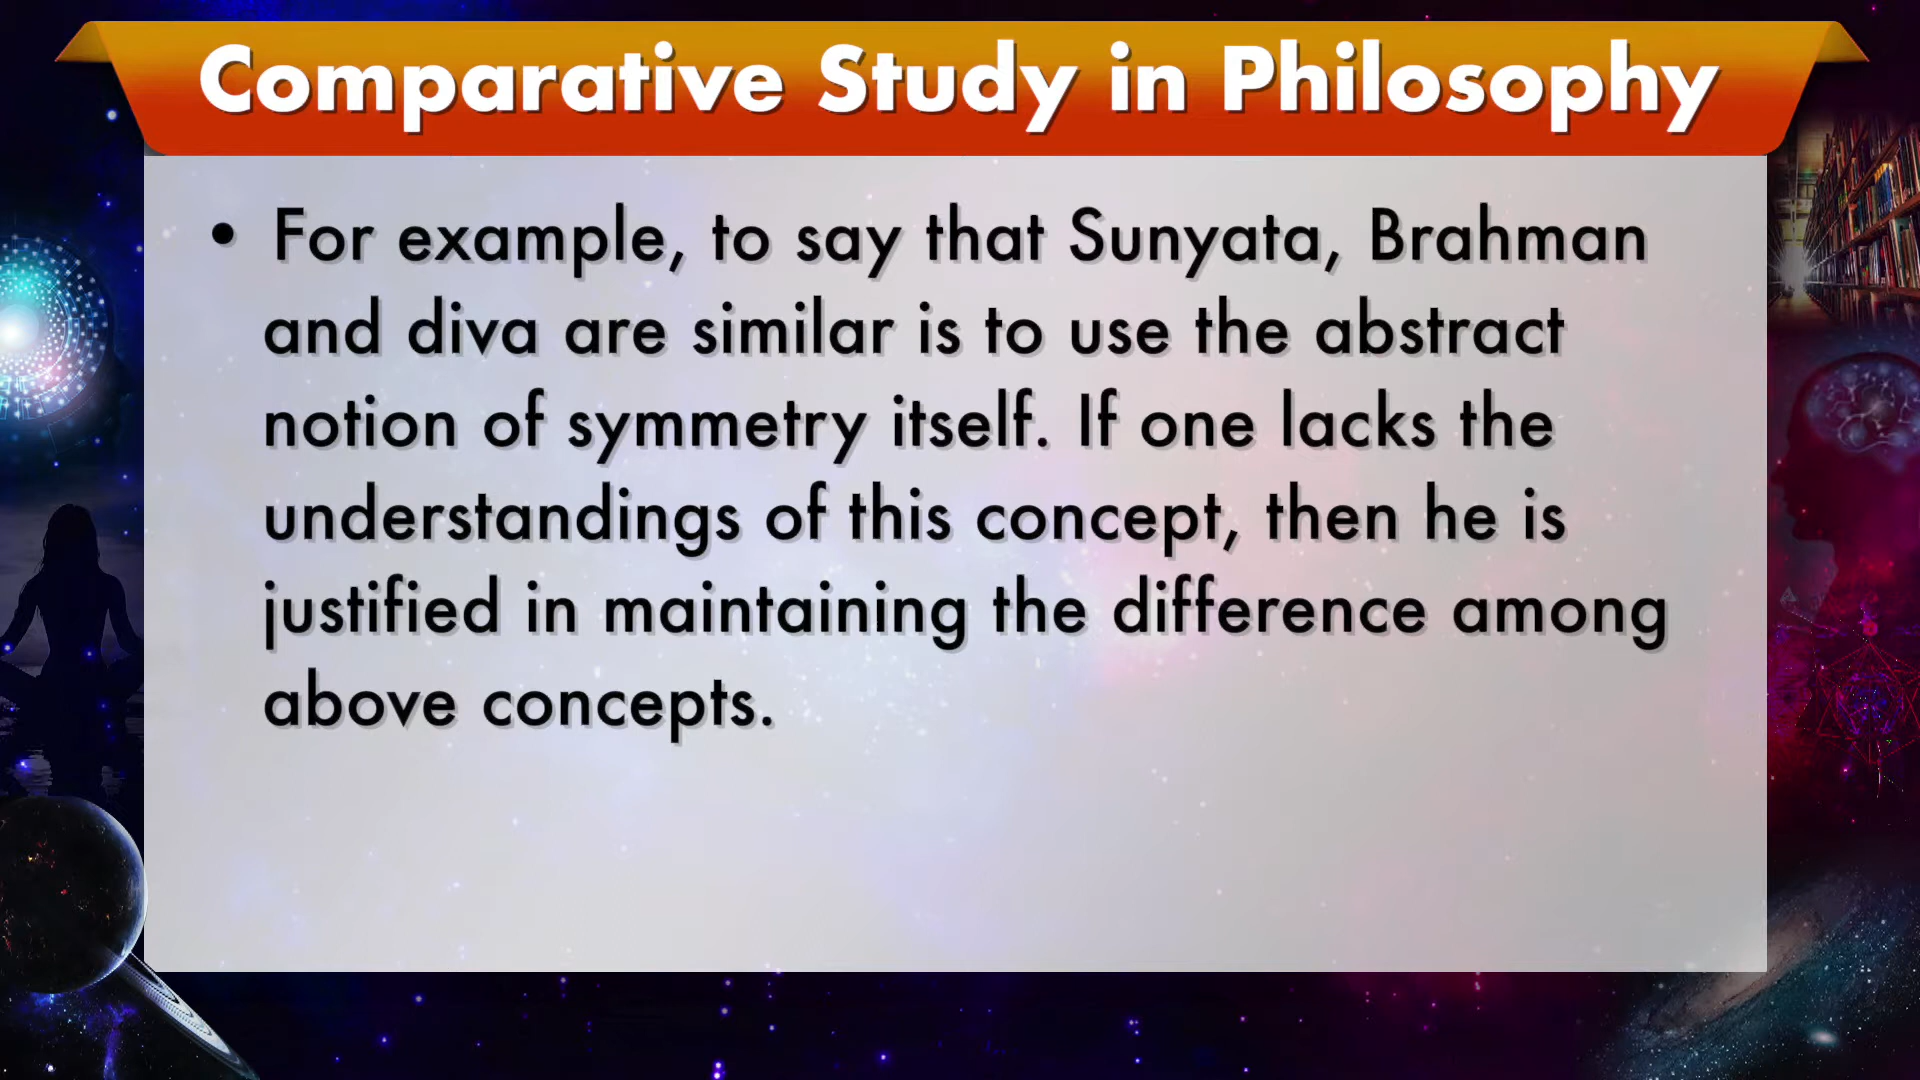 Comparative Study in Philosophy
• For example, to say that Sunyata, Brahman
and diva are similar is to use the abstract
notion of symmetry itself. If one lacks the
understandings of this concept, then he is
justified in maintaining the difference among
above concepts.